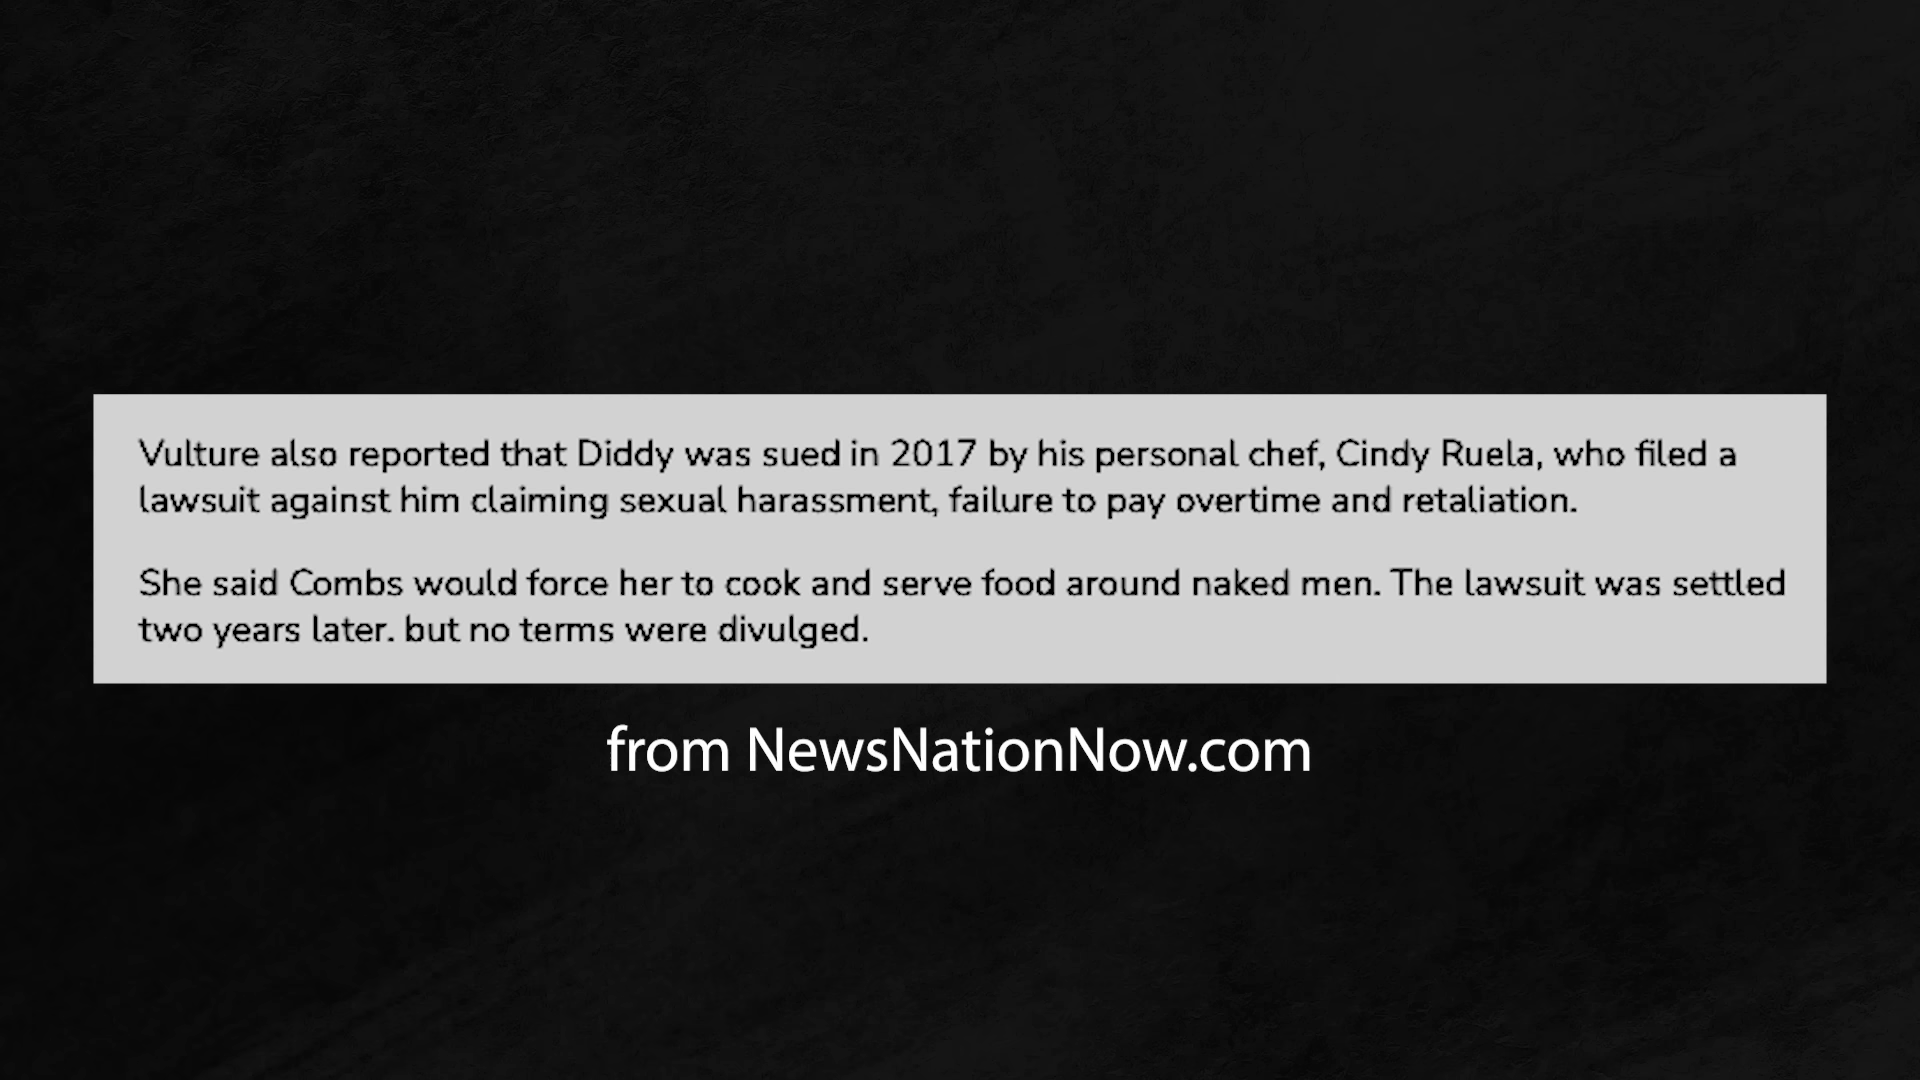 Vulture also reported that Diddy was sued in 2017 by his personal chef, Cindy Ruela, who filed a
lawsuit against him claiming sexual harassment, failure to pay overtime and retaliation.
She said Combs would force her to cook and serve food around naked men. The lawsuit was settled
two years later. but no terms were divulged.
from NewsNationNow.com